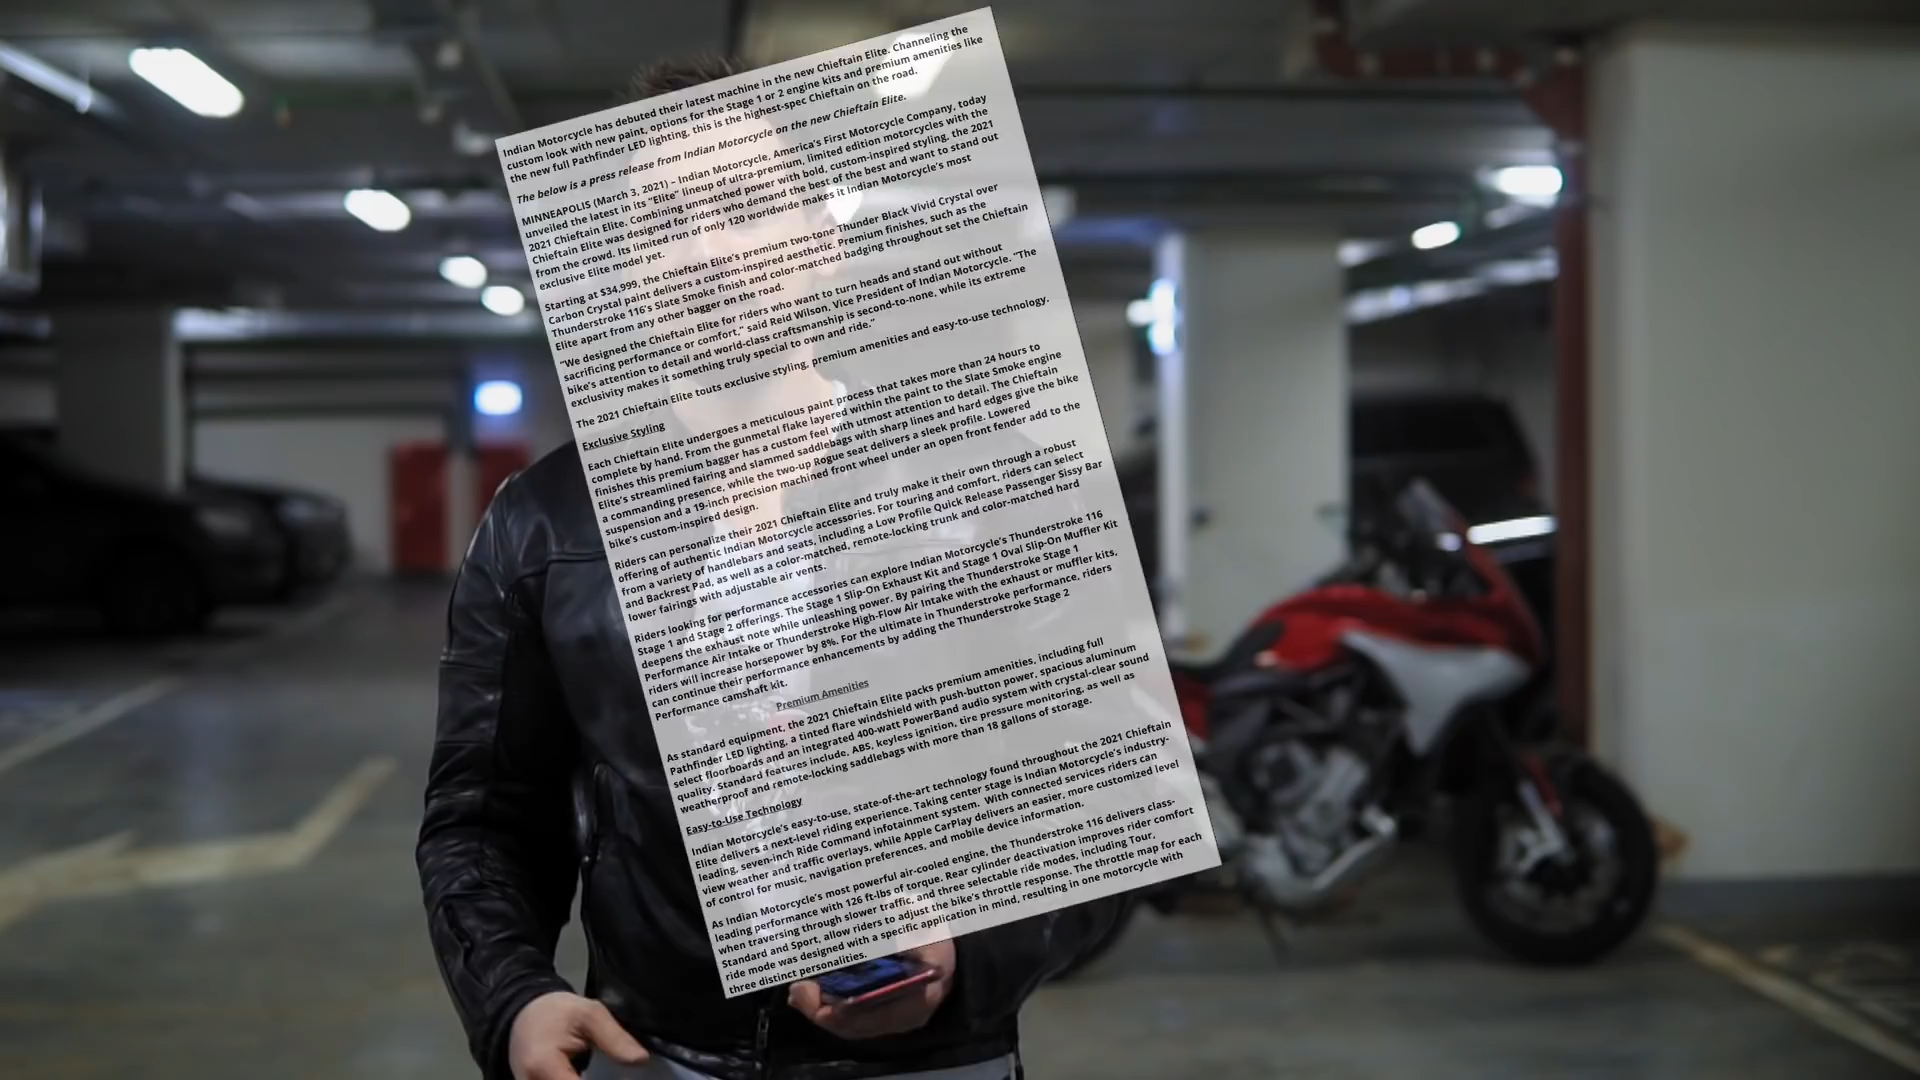 Indian Motorcycle has debuted their latest machine in the new Chieftain Elite. Channeling the
custom look with new paint, options for the Stage 1 or 2 engine kits and premium amenities like
the new full Pathfinder LED lighting, this is the highest-spec Chieftain on the road.
The below is a press release from Indian Motorcycle on the new Chieftain Elite.
MINNEAPOLIS (March 3, 2021) – Indian Motorcycle, America's First Motorcycle Company, today
unveiled the latest in its "Elite" lineup of ultra-premium, limited edition motorcycles with the
2021 Chieftain Elite. Combining unmatched power with bold, custom-inspired styling, the 2021
Chieftain Elite was designed for riders who demand the best of the best and want to stand out
from the crowd. Its limited run of only 120 worldwide makes it Indian Motorcycle's most
exclusive Elite model yet.
Starting at $34,999, the Chieftain Elite's premium two-tone Thunder Black Vivid Crystal over
Carbon Crystal paint delivers a custom-inspired aesthetic. Premium finishes, such as the
Thunderstroke 116's Slate Smoke finish and color-matched badging throughout set the Chieftain
Elite apart from any other bagger on the road.
"We designed the Chieftain Elite for riders who want to turn heads and stand out without
sacrificing performance or comfort," said Reid Wilson, Vice President of Indian Motorcycle. "The
bike's attention to detail and world-class craftsmanship is second-to-none, while its extreme
exclusivity makes it something truly special to own and ride."
The 2021 Chieftain Elite touts exclusive styling, premium amenities and easy-to-use technology.
Exclusive Styling
Each Chieftain Elite undergoes a meticulous paint process that takes more than 24 hours to
complete by hand. From the gunmetal flake layered within the paint to the Slate Smoke engine
finishes this premium bagger has a custom feel with utmost attention to detail. The Chieftain
Elite's streamlined fairing and slammed saddlebags with sharp lines and hard edges give the bike
a commanding presence, while the two-up Rogue seat delivers a sleek profile. Lowered
suspension and a 19-inch precision machined front wheel under an open front fender add to the
bike's custom-inspired design.
Riders can personalize their 2021 Chieftain Elite and truly make it their own through a robust
offering of authentic Indian Motorcycle accessories. For touring and comfort, riders can select
from a variety of handlebars and seats, including a Low Profile Quick Release Passenger Sissy Bar
and Backrest Pad, as well as a color-matched, remote-locking trunk and color-matched hard
lower fairings with adjustable air vents.
Riders looking for performance accessories can explore Indian Motorcycle's Thunderstroke 116
Stage 1 and Stage 2 offerings. The Stage 1 Slip-On Exhaust Kit and Stage 1 Oval Slip-On Muffler Kit
deepens the exhaust note while unleashing power. By pairing the Thunderstroke Stage 1
Performance Air Intake or Thunderstroke High-Flow Air Intake with the exhaust or muffler kits,
riders will increase horsepower by 8%. For the ultimate in Thunderstroke performance, riders
can continue their performance enhancements by adding the Thunderstroke Stage 2
Performance camshaft kit.
Premium Amenities
As standard equipment, the 2021 Chieftain Elite packs premium amenities, including full
Pathfinder LED lighting, a tinted flare windshield with push-button power, spacious aluminum
select floorboards and an integrated 400-watt PowerBand audio system with crystal-clear sound
quality. Standard features include, ABS, keyless ignition, tire pressure monitoring, as well as
weatherproof and remote-locking saddlebags with more than 18 gallons of storage.
Easy-to-Use Technology
Indian Motorcycle's easy-to-use, state-of-the-art technology found throughout the 2021 Chieftain
Elite delivers a next-level riding experience. Taking center stage is Indian Motorcycle's industry-
leading, seven-inch Ride Command infotainment system. With connected services riders can
view weather and traffic overlays, while Apple CarPlay delivers an easier, more customized level
of control for music, navigation preferences, and mobile device information.
As Indian Motorcycle's most powerful air-cooled engine, the Thunderstroke 116 delivers class-
leading performance with 126 ft-lbs of torque. Rear cylinder deactivation improves rider comfort
when traversing through slower traffic, and three selectable ride modes, including Tour,
Standard and Sport, allow riders to adjust the bike's throttle response. The throttle map for each
ride mode was designed with a specific application in mind, resulting in one motorcycle with
three distinct personalities.